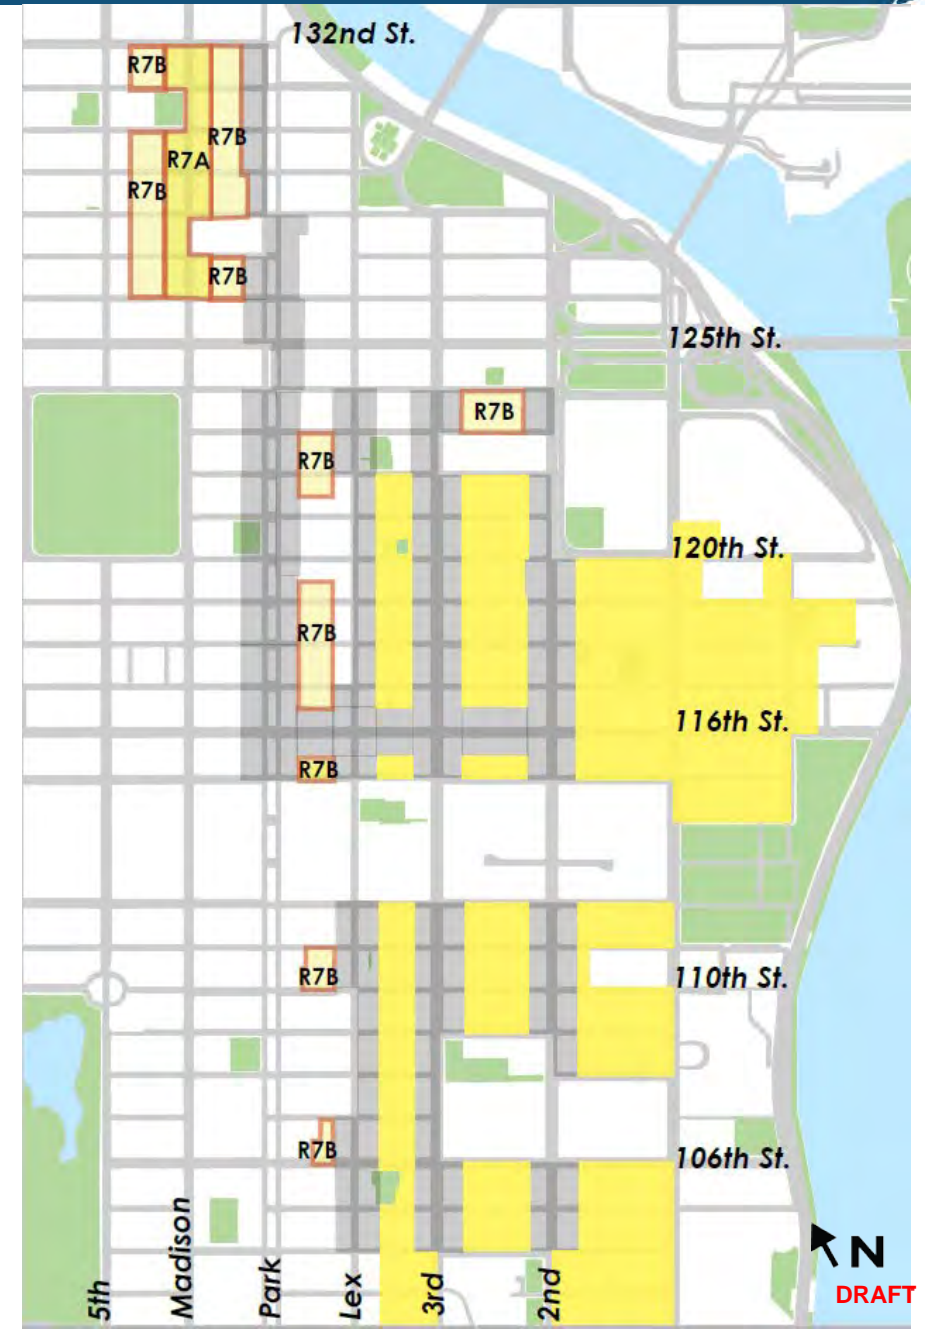 132nd St.
R7B
R7B
R7A
R7B
R7B
125th St.
R7B
R7B
120th St.
R7B
116th St.
R7B
110th St.
R7B
106th St.
R7B
5th
Madison
Park
Lex
3rd
2nd
N
DRAFT